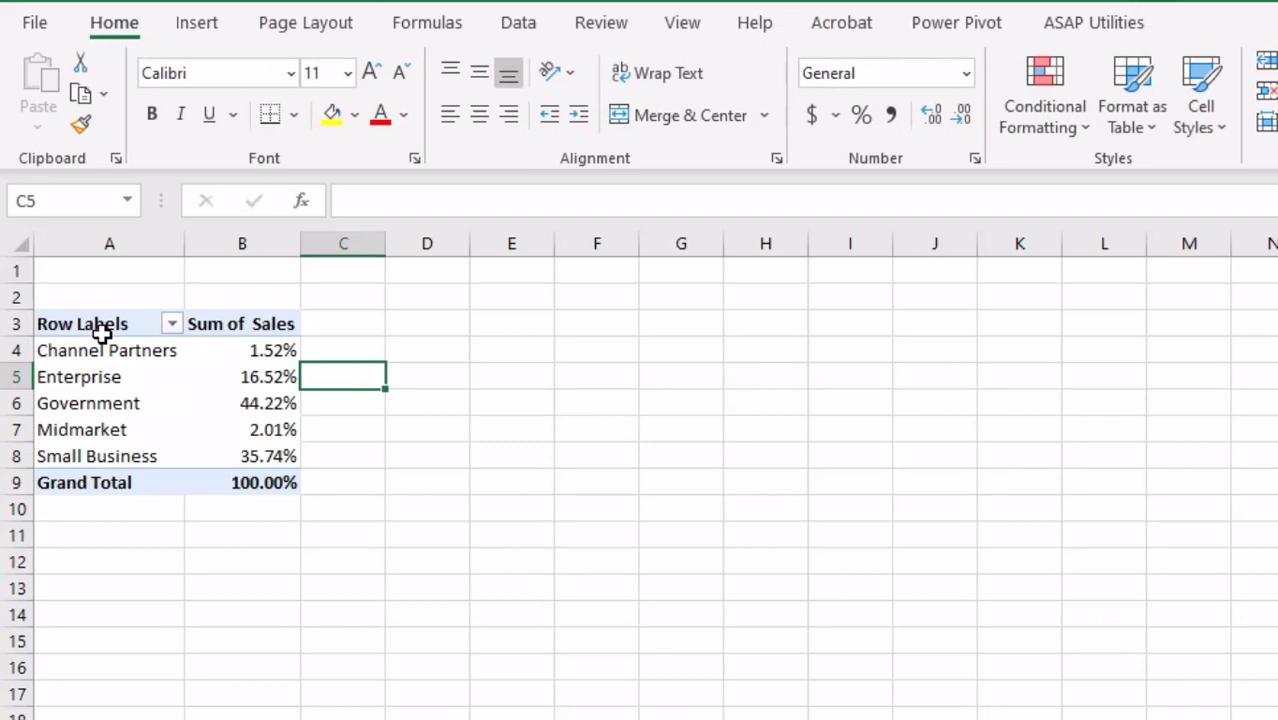 File Home Insert Page Layout Formulas Data Review View Help Acrobat Power Pivot ASAP Utilities
Paste
Calibri 11
B I U
Wrap Text
Merge & Center
General
$ % ,
Conditional Formatting
Format as Table
Cell Styles
Clipboard Font Alignment Number Styles
C5 fx
A B C D E F G H I J K L M N
1
2
3 Row Labels Sum of Sales
4 Channel Partners 1.52%
5 Enterprise 16.52%
6 Government 44.22%
7 Midmarket 2.01%
8 Small Business 35.74%
9 Grand Total 100.00%
10
11
12
13
14
15
16
17